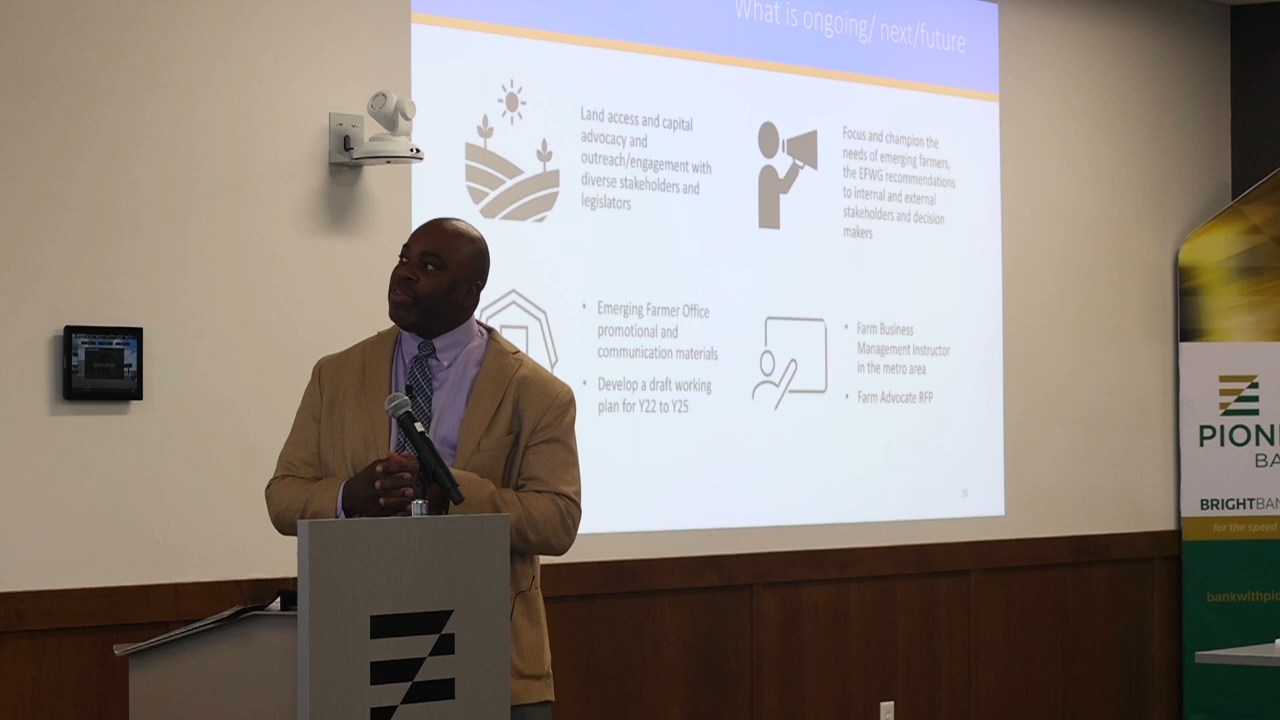 What is ongoing/ next/future
Land access and capital
advocacy and
outreach/engagement with
diverse stakeholders and
legislators
Focus and champion the
needs of emerging farmers,
the EFWG recommendations
to internal and external
stakeholders and decision
makers
• Emerging Farmer Office
promotional and
communication materials
• Develop a draft working
plan for Y22 to Y25
• Farm Business
Management Instructor
in the metro area
• Farm Advocate RFP
PION
BA
BRIGHTBAN
for the speed
bankwithpio